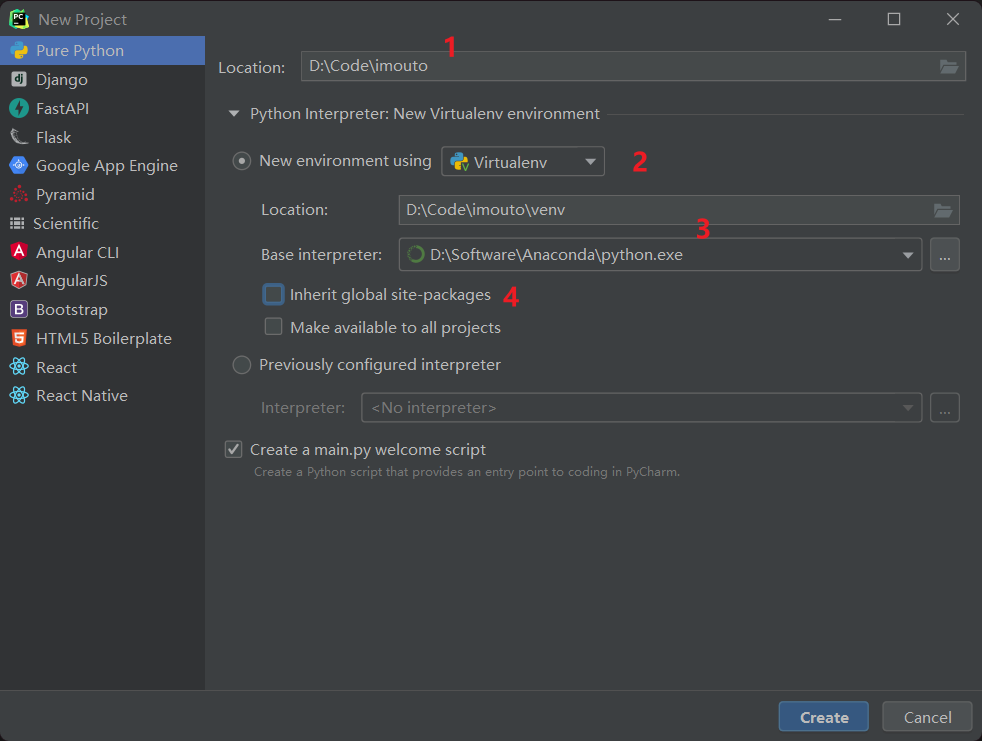 New Project
Pure Python
Django
FastAPI
Flask
Google App Engine
Pyramid
Scientific
Angular CLI
AngularJS
Bootstrap
HTML5 Boilerplate
React
React Native
1
Location: D:\Code\imouto
Python Interpreter: New Virtualenv environment
New environment using Virtualenv 2
Location: D:\Code\imouto\venv
3
Base interpreter: D:\Software\Anaconda\python.exe ...
Inherit global site-packages 4
Make available to all projects
Previously configured interpreter
Interpreter: <No interpreter> ...
Create a main.py welcome script
Create a Python script that provides an entry point to coding in PyCharm.
Create Cancel